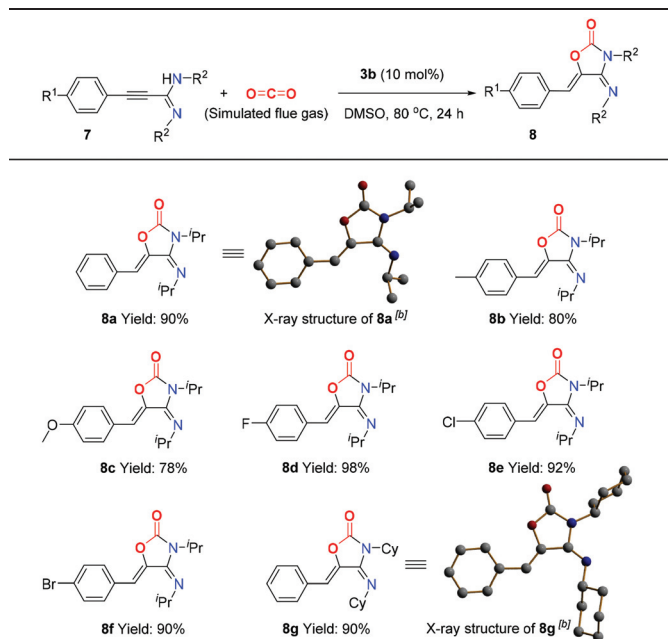 R1 7 HN R2 N R2 + O=C=O (Simulated flue gas) 3b (10 mol%) DMSO, 80 °C, 24 h R1 O O N R2 N R2 8
O O N iPr N iPr
8a Yield: 90%
X-ray structure of 8a [b]
O O N iPr N iPr
8b Yield: 80%
O O O N iPr N iPr
8c Yield: 78%
F O O N iPr N iPr
8d Yield: 98%
Cl O O N iPr N iPr
8e Yield: 92%
Br O O N iPr N iPr
8f Yield: 90%
O O N Cy N Cy
8g Yield: 90%
X-ray structure of 8g [b]